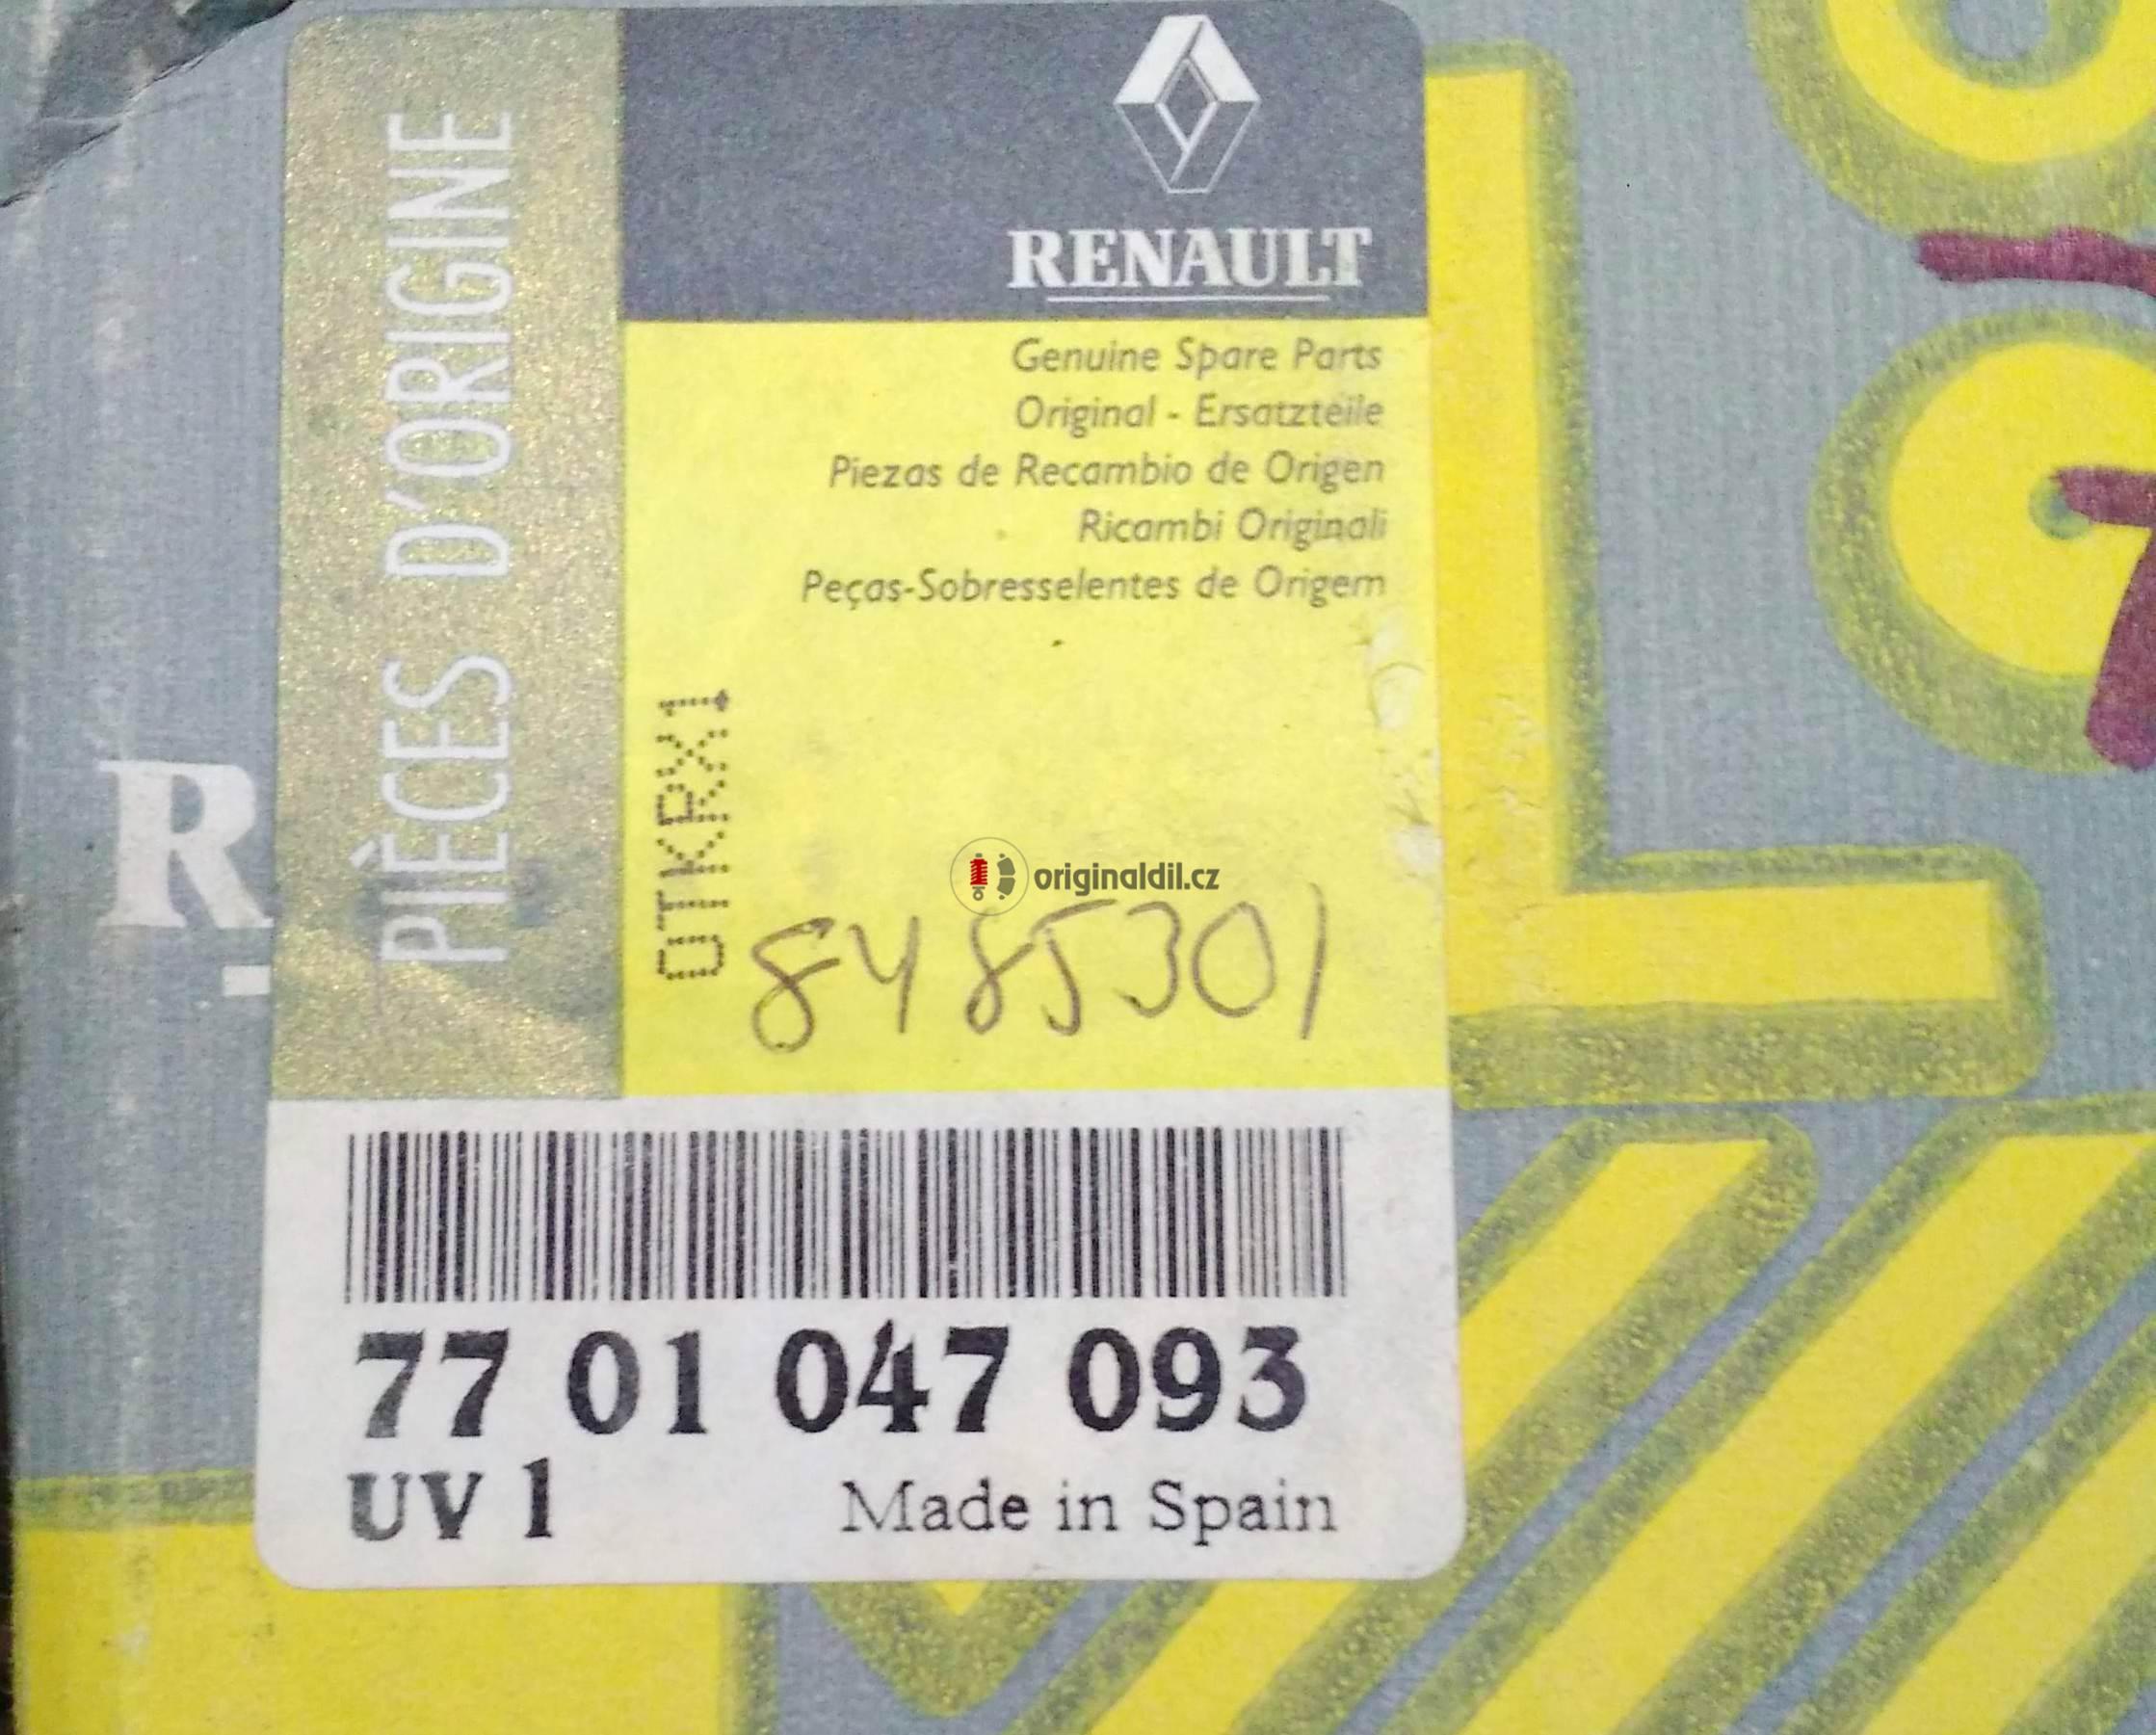 PIÈCES D'ORIGINE
RENAULT
Genuine Spare Parts
Original - Ersatzteile
Piezas de Recambio de Origen
Ricambi Originali
Peças-Sobresselentes de Origem
OTKRX1
originaldil.cz
8485301
R
77 01 047 093
UV 1
Made in Spain